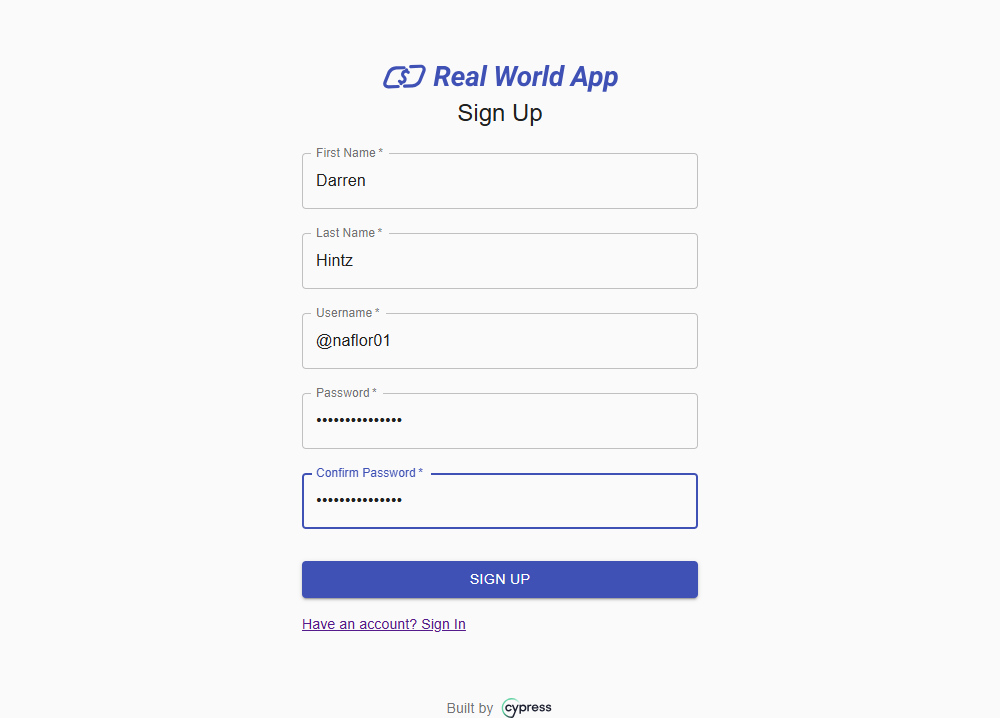 Real World App
Sign Up
First Name *
Darren
Last Name *
Hintz
Username *
@naflor01
Password *
•••••••••••••••
Confirm Password *
•••••••••••••••
SIGN UP
Have an account? Sign In
Built by cypress